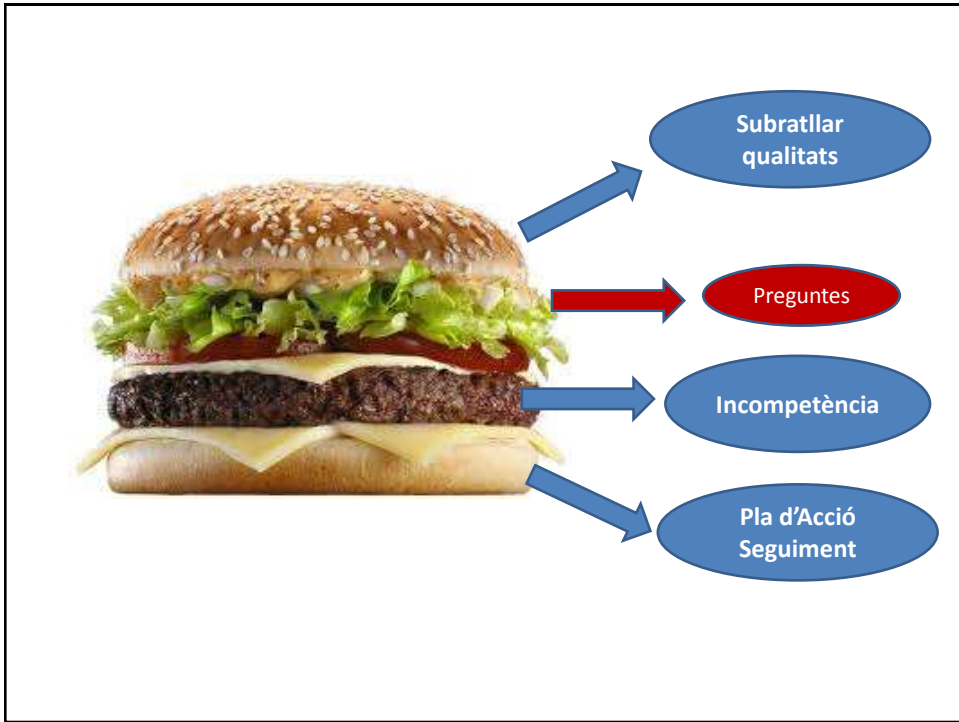 Subratllar
qualitats
Preguntes
Incompetència
Pla d’Acció
Seguiment